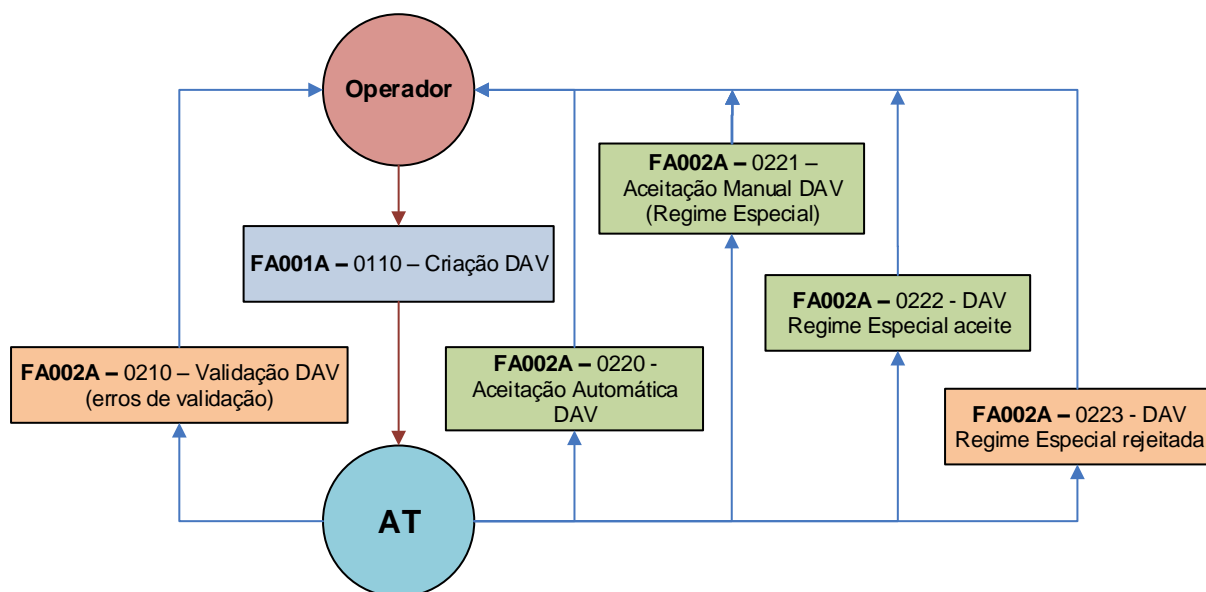 Operador
FA002A – 0221 –
Aceitação Manual DAV
(Regime Especial)
FA001A – 0110 – Criação DAV
FA002A – 0222 - DAV
Regime Especial aceite
FA002A – 0210 – Validação DAV
(erros de validação)
FA002A – 0220 -
Aceitação Automática
DAV
FA002A – 0223 - DAV
Regime Especial rejeitada
AT